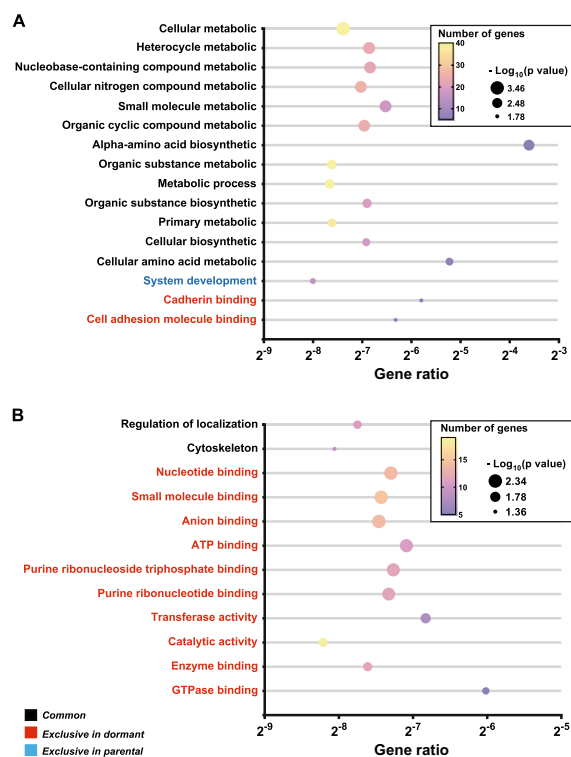 A
Cellular metabolic
Heterocycle metabolic
Nucleobase-containing compound metabolic
Cellular nitrogen compound metabolic
Small molecule metabolic
Organic cyclic compound metabolic
Alpha-amino acid biosynthetic
Organic substance metabolic
Metabolic process
Organic substance biosynthetic
Primary metabolic
Cellular biosynthetic
Cellular amino acid metabolic
System development
Cadherin binding
Cell adhesion molecule binding
Number of genes
40
30
20
10
- Log10(p value)
3.46
2.48
1.78
2-9 2-8 2-7 2-6 2-5 2-4 2-3
Gene ratio
B
Regulation of localization
Cytoskeleton
Nucleotide binding
Small molecule binding
Anion binding
ATP binding
Purine ribonucleoside triphosphate binding
Purine ribonucleotide binding
Transferase activity
Catalytic activity
Enzyme binding
GTPase binding
Number of genes
15
10
5
- Log10(p value)
2.34
1.78
1.36
2-9 2-8 2-7 2-6 2-5
Gene ratio
Common
Exclusive in dormant
Exclusive in parental